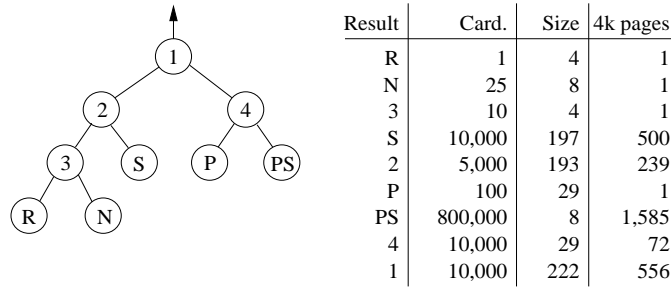 1
2
4
3
S
P
PS
R
N
Result Card. Size 4k pages
R 1 4 1
N 25 8 1
3 10 4 1
S 10,000 197 500
2 5,000 193 239
P 100 29 1
PS 800,000 8 1,585
4 10,000 29 72
1 10,000 222 556